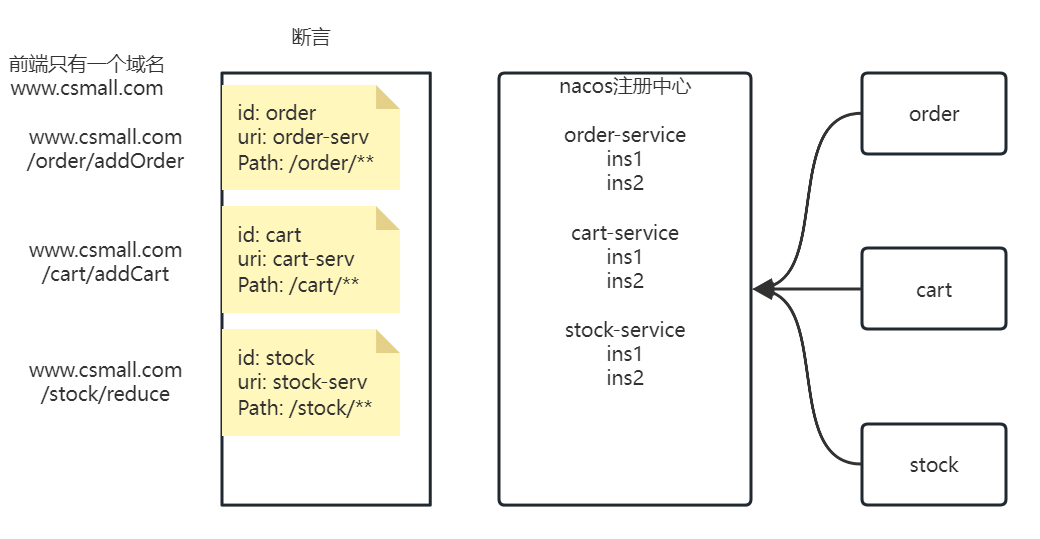 断言
前端只有一个域名
www.csmall.com
www.csmall.com
/order/addOrder
www.csmall.com
/cart/addCart
www.csmall.com
/stock/reduce
id: order
uri: order-serv
Path: /order/**
id: cart
uri: cart-serv
Path: /cart/**
id: stock
uri: stock-serv
Path: /stock/**
nacos注册中心
order-service
ins1
ins2
cart-service
ins1
ins2
stock-service
ins1
ins2
order
cart
stock